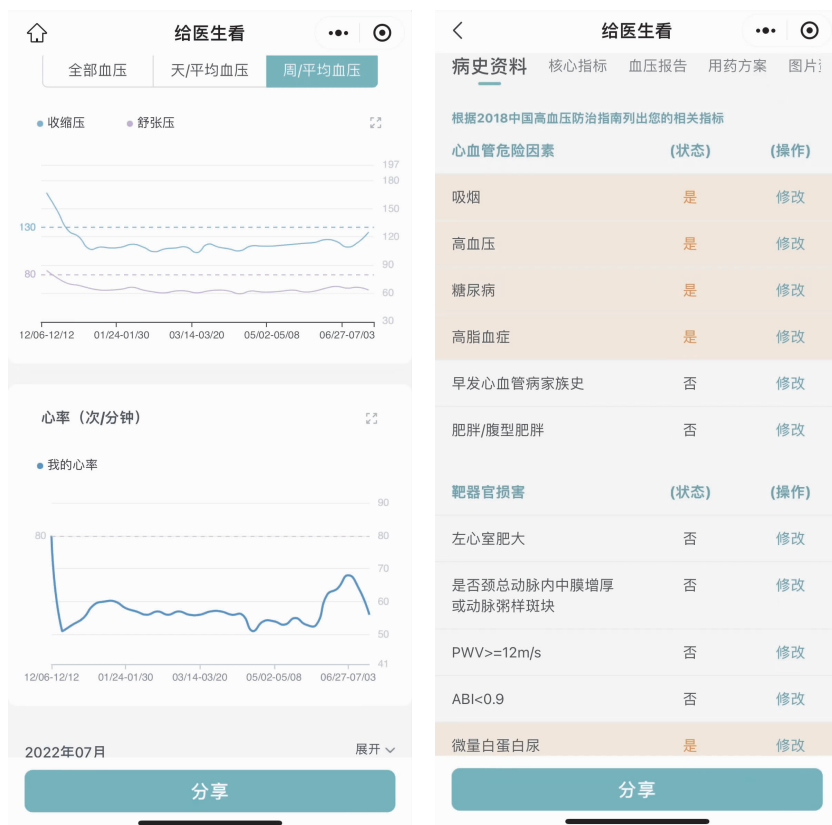 给医生看
全部血压 天/平均血压 周/平均血压
收缩压 舒张压
197
180
150
130
120
90
80
60
30
12/06-12/12 01/24-01/30 03/14-03/20 05/02-05/08 06/27-07/03
心率（次/分钟）
我的心率
90
80 80
70
60
50
41
12/06-12/12 01/24-01/30 03/14-03/20 05/02-05/08 06/27-07/03
2022年07月 展开
分享
给医生看
病史资料 核心指标 血压报告 用药方案 图片
根据2018中国高血压防治指南列出您的相关指标
心血管危险因素 (状态) (操作)
吸烟 是 修改
高血压 是 修改
糖尿病 是 修改
高脂血症 是 修改
早发心血管病家族史 否 修改
肥胖/腹型肥胖 否 修改
靶器官损害 (状态) (操作)
左心室肥大 否 修改
是否颈总动脉内中膜增厚 否 修改
或动脉粥样斑块
PWV>=12m/s 否 修改
ABI<0.9 否 修改
微量白蛋白尿 是 修改
分享